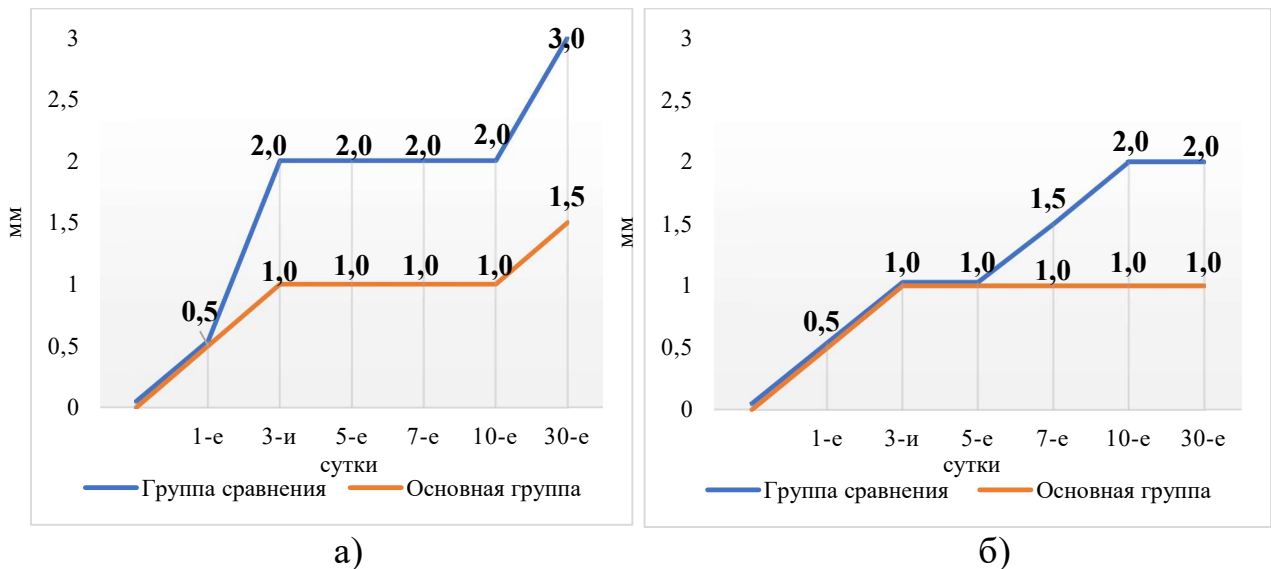 3
2,5
2
1,5
1
0,5
0
мм
3,0
2,0 2,0 2,0 2,0
1,5
1,0 1,0 1,0 1,0
0,5
1-е 3-и 5-е 7-е 10-е 30-е
сутки
Группа сравнения Основная группа
а)
3
2,5
2
1,5
1
0,5
0
мм
2,0 2,0
1,5
1,0 1,0 1,0 1,0 1,0
0,5
1-е 3-и 5-е 7-е 10-е 30-е
сутки
Группа сравнения Основная группа
б)